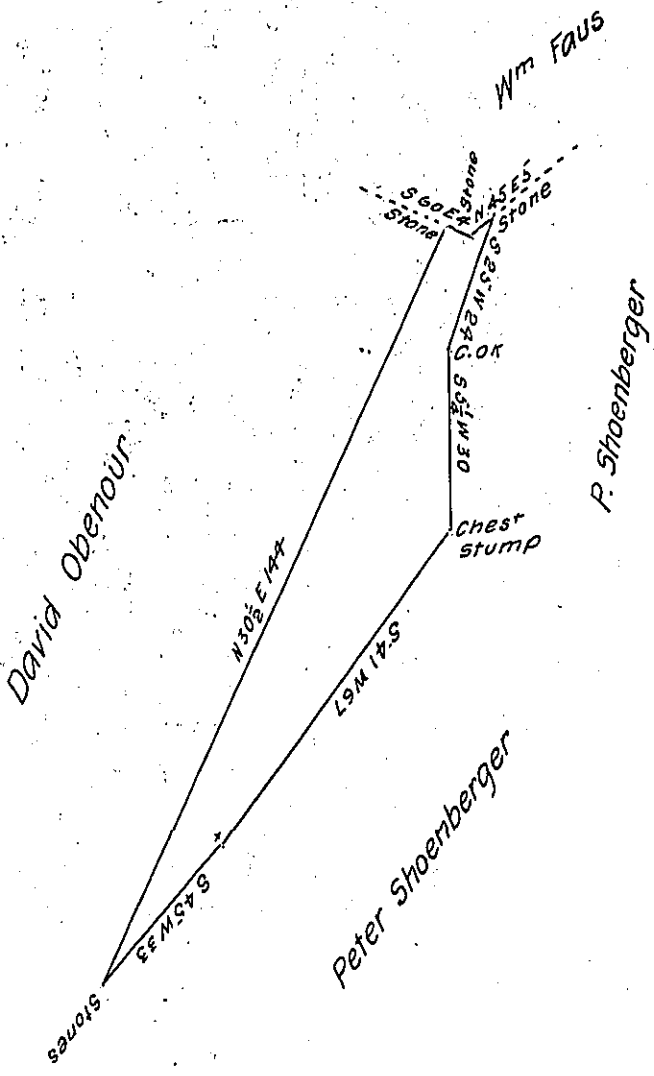 Wm Faus
S 60 E 4
Stone
N 45 E 5
Stone
Stone
S 25 W 24
C.OK
S 5½ W 30
P. Shoenberger
Chest
stump
David Obenour
N 30½ E 144
S 41 W 67
Peter Shoenberger
S 45 W 33
Stones